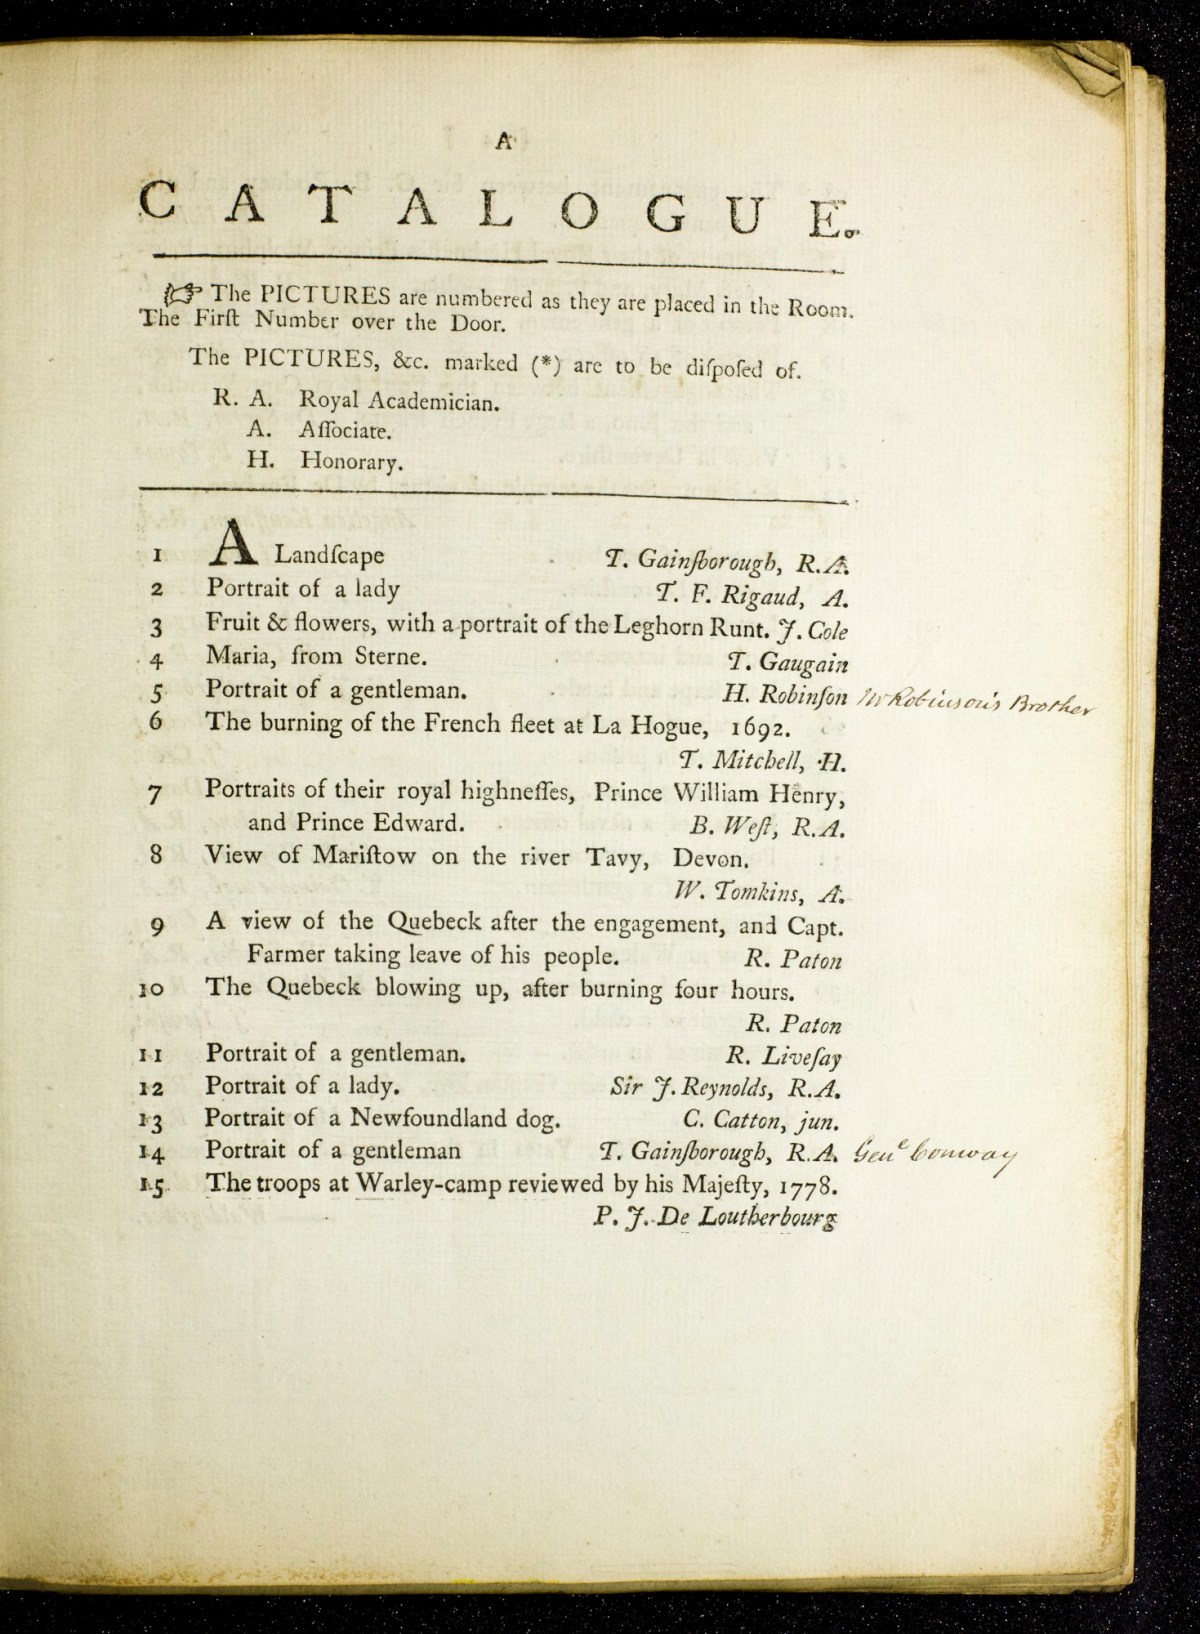 A
CATALOGUE.
☞ The PICTURES are numbered as they are placed in the Room.
The Firſt Number over the Door.
The PICTURES, &c. marked (*) are to be diſpoſed of.
R. A. Royal Academician.
A. Aſſociate.
H. Honorary.
1 A Landſcape T. Gainſborough, R.A.
2 Portrait of a lady T. F. Rigaud, A.
3 Fruit & flowers, with a portrait of the Leghorn Runt. J. Cole
4 Maria, from Sterne. T. Gaugain
5 Portrait of a gentleman. H. Robinſon Mr Robinson's Brother
6 The burning of the French fleet at La Hogue, 1692.
T. Mitchell, H.
7 Portraits of their royal highneſſes, Prince William Henry,
and Prince Edward. B. Weſt, R.A.
8 View of Mariſtow on the river Tavy, Devon.
W. Tomkins, A.
9 A view of the Quebeck after the engagement, and Capt.
Farmer taking leave of his people. R. Paton
10 The Quebeck blowing up, after burning four hours.
R. Paton
11 Portrait of a gentleman. R. Liveſay
12 Portrait of a lady. Sir J. Reynolds, R.A.
13 Portrait of a Newfoundland dog. C. Catton, jun.
14 Portrait of a gentleman T. Gainſborough, R.A. Genl Conway
15 The troops at Warley-camp reviewed by his Majeſty, 1778.
P. J. De Loutherbourg